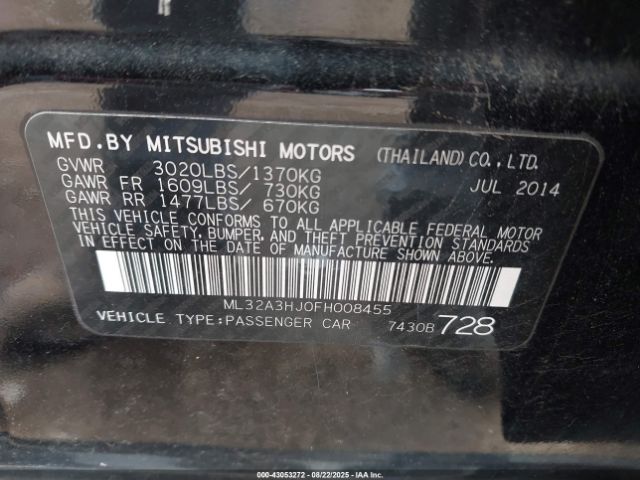 MFD.BY MITSUBISHI MOTORS (THAILAND) CO., LTD.
GVWR 3020LBS/1370KG JUL 2014
GAWR FR 1609LBS/ 730KG
GAWR RR 1477LBS/ 670KG
THIS VEHICLE CONFORMS TO ALL APPLICABLE FEDERAL MOTOR
VEHICLE SAFETY, BUMPER, AND THEFT PREVENTION STANDARDS
IN EFFECT ON THE DATE OF MANUFACTURE SHOWN ABOVE.
ML32A3HJ0FH008455
VEHICLE TYPE:PASSENGER CAR 7430B 728
000-43053272 - 08/22/2025 - Copyright © 2025 IAA, Inc.